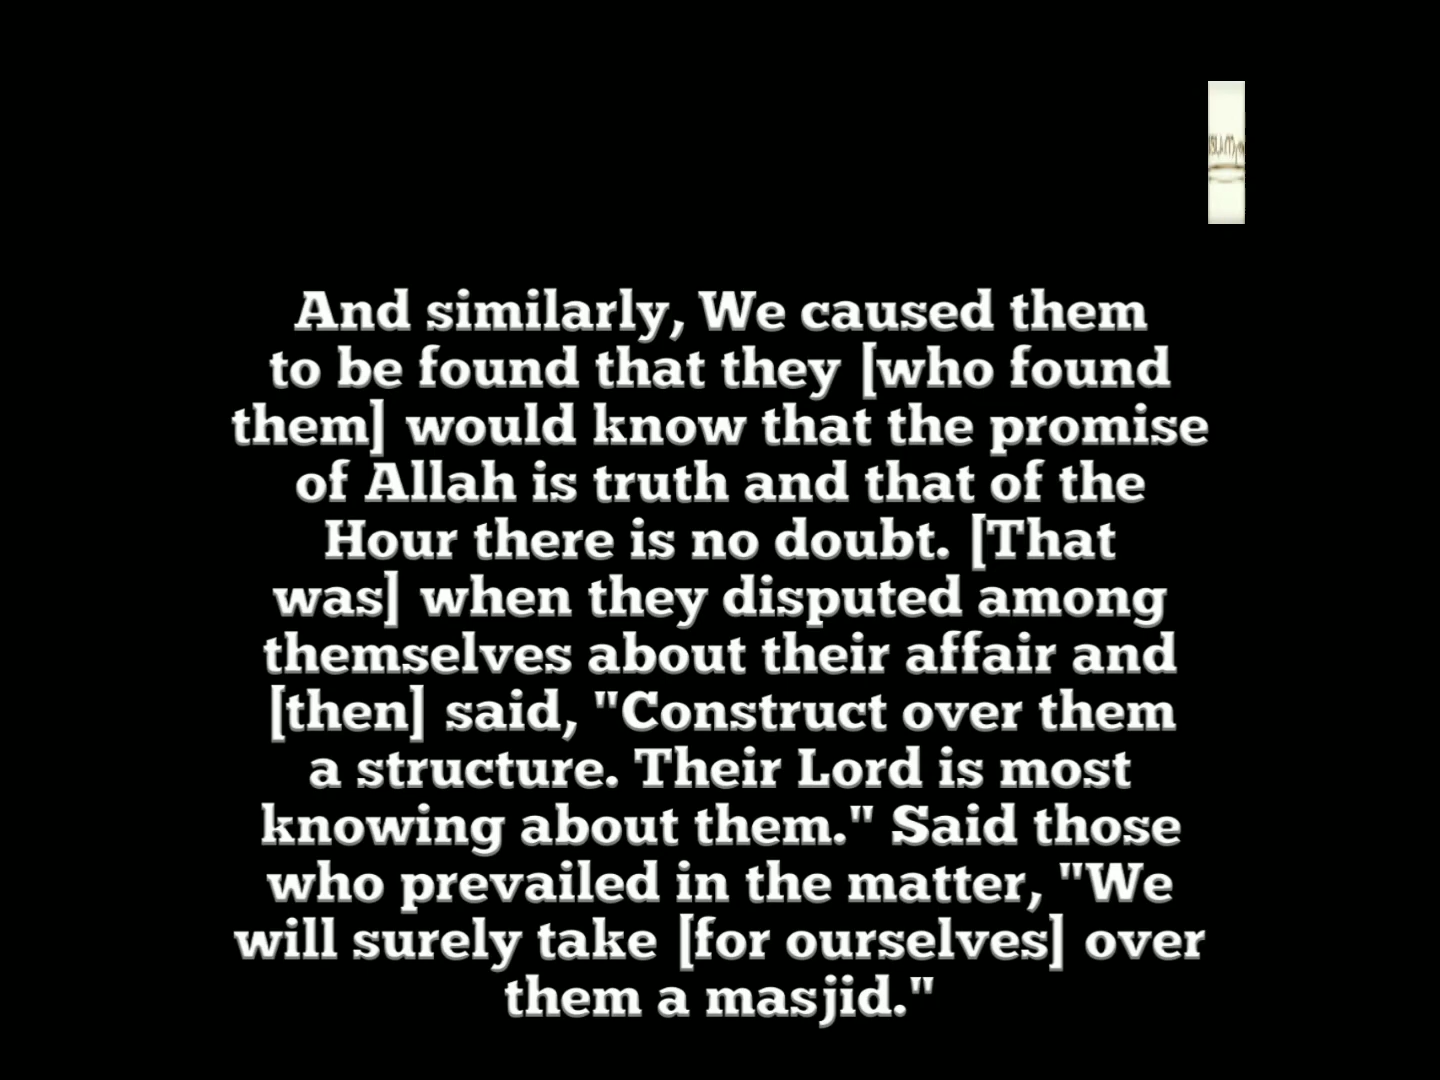 And similarly, We caused them
to be found that they [who found
them] would know that the promise
of Allah is truth and that of the
Hour there is no doubt. [That
was] when they disputed among
themselves about their affair and
[then] said, "Construct over them
a structure. Their Lord is most
knowing about them." Said those
who prevailed in the matter, "We
will surely take [for ourselves] over
them a masjid."